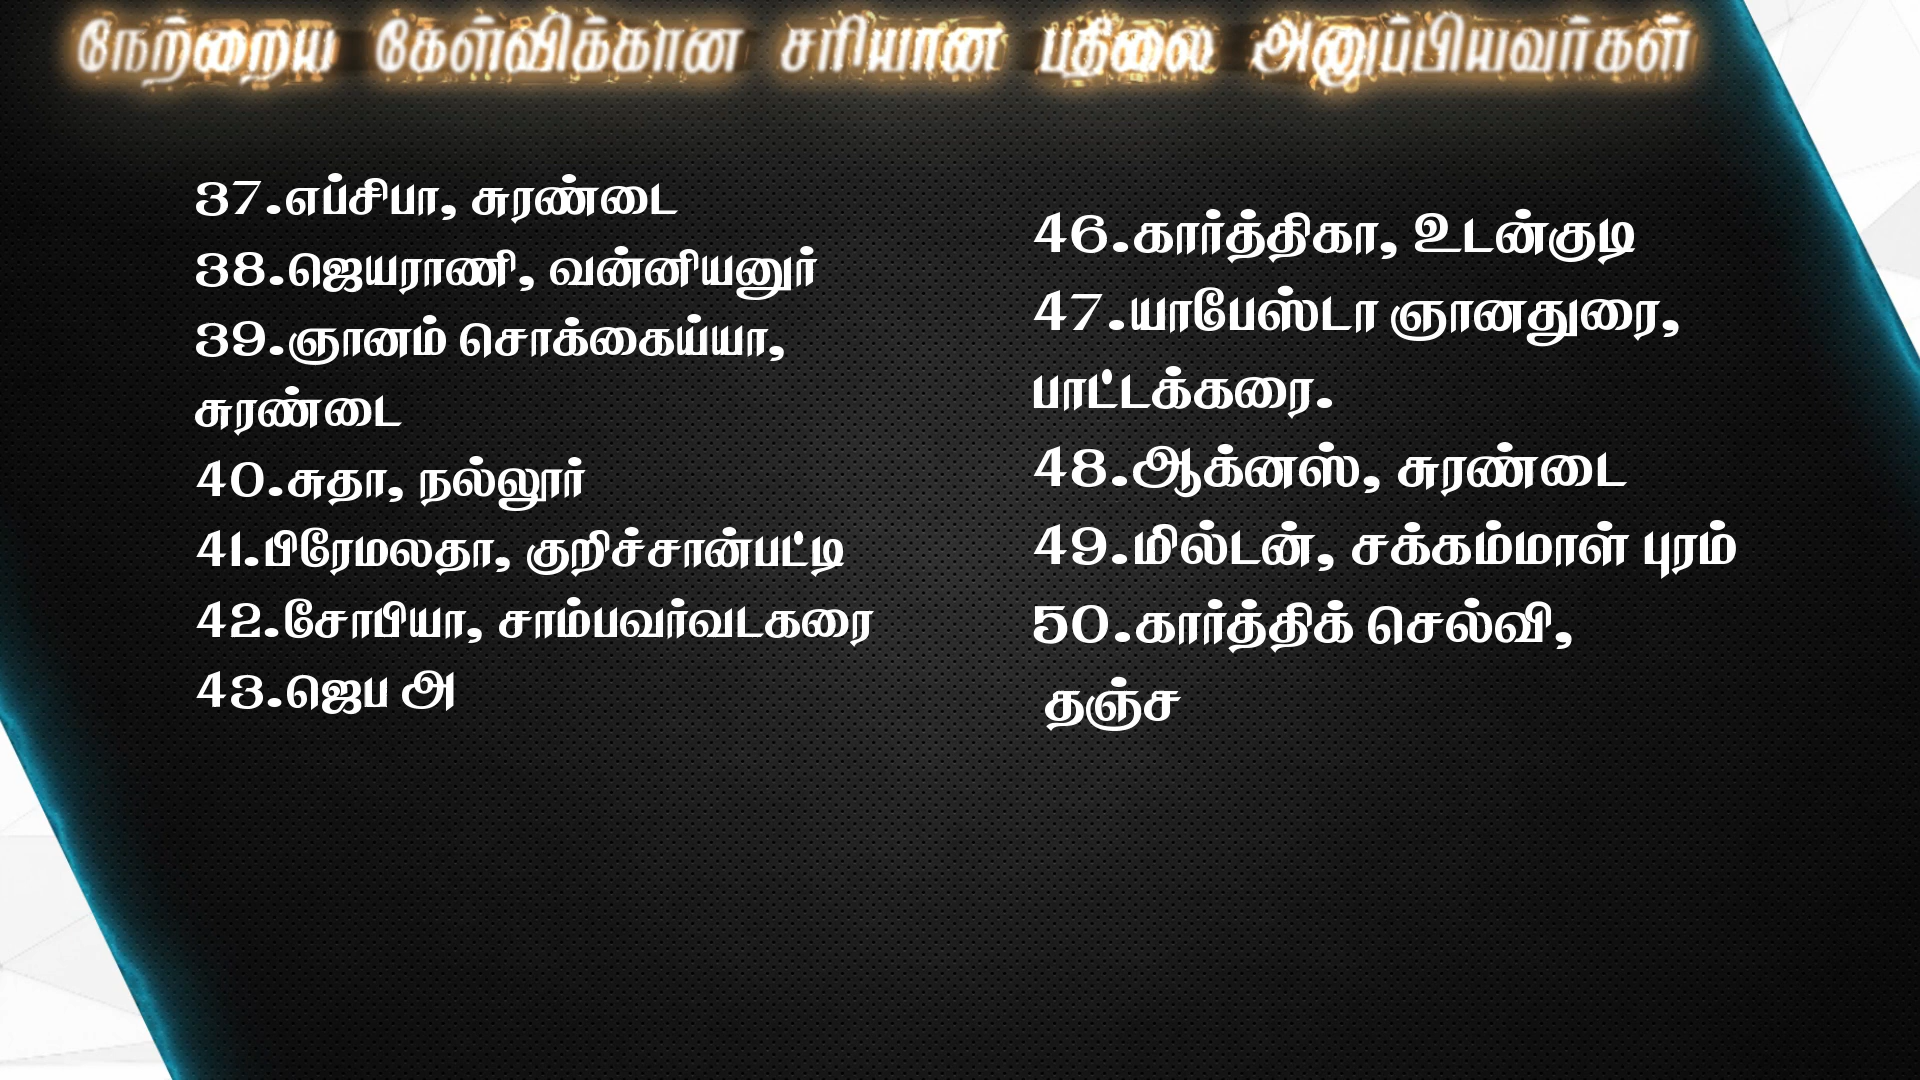 நேற்றைய கேள்விக்கான சரியான பதிலை அனுப்பியவர்கள்
37.எப்சிபா, சுரண்டை
38.ஜெயராணி, வன்னியனூர்
39.ஞானம் சொக்கைய்யா,
சுரண்டை
40.சுதா, நல்லூர்
41.பிரேமலதா, குறிச்சான்பட்டி
42.சோபியா, சாம்பவர்வடகரை
43.ஜெப அ
46.கார்த்திகா, உடன்குடி
47.யாபேஸ்டா ஞானதுரை,
பாட்டக்கரை.
48.ஆக்னஸ், சுரண்டை
49.மில்டன், சக்கம்மாள் புரம்
50.கார்த்திக் செல்வி,
தஞ்ச